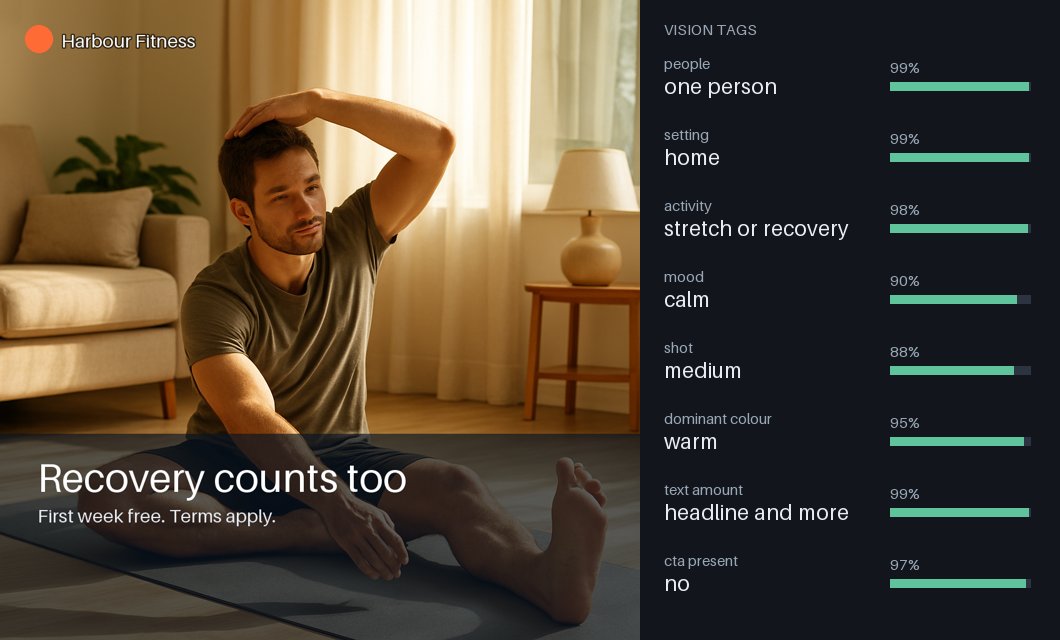 Harbour Fitness
Recovery counts too
First week free. Terms apply.
VISION TAGS
people
one person
99%
setting
home
99%
activity
stretch or recovery
98%
mood
calm
90%
shot
medium
88%
dominant colour
warm
95%
text amount
headline and more
99%
cta present
no
97%